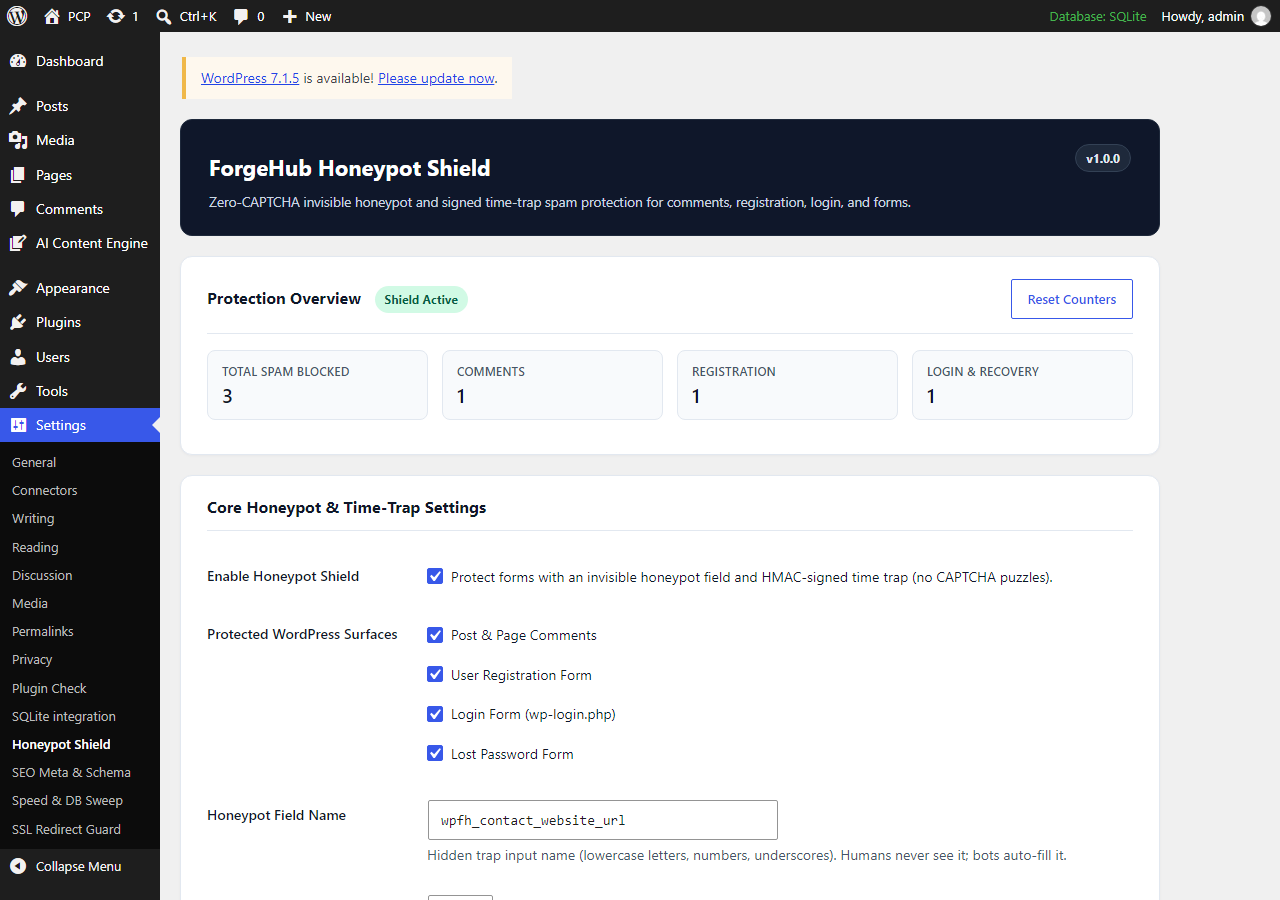 PCP 1 Ctrl+K 0 New Database: SQLite Howdy, admin
Dashboard
Posts
Media
Pages
Comments
AI Content Engine
Appearance
Plugins
Users
Tools
Settings
General
Connectors
Writing
Reading
Discussion
Media
Permalinks
Privacy
Plugin Check
SQLite integration
Honeypot Shield
SEO Meta & Schema
Speed & DB Sweep
SSL Redirect Guard
Collapse Menu
WordPress 7.1.5 is available! Please update now.
ForgeHub Honeypot Shield
v1.0.0
Zero-CAPTCHA invisible honeypot and signed time-trap spam protection for comments, registration, login, and forms.
Protection Overview Shield Active Reset Counters
TOTAL SPAM BLOCKED
3
COMMENTS
1
REGISTRATION
1
LOGIN & RECOVERY
1
Core Honeypot & Time-Trap Settings
Enable Honeypot Shield
Protect forms with an invisible honeypot field and HMAC-signed time trap (no CAPTCHA puzzles).
Protected WordPress Surfaces
Post & Page Comments
User Registration Form
Login Form (wp-login.php)
Lost Password Form
Honeypot Field Name
wpfh_contact_website_url
Hidden trap input name (lowercase letters, numbers, underscores). Humans never see it; bots auto-fill it.